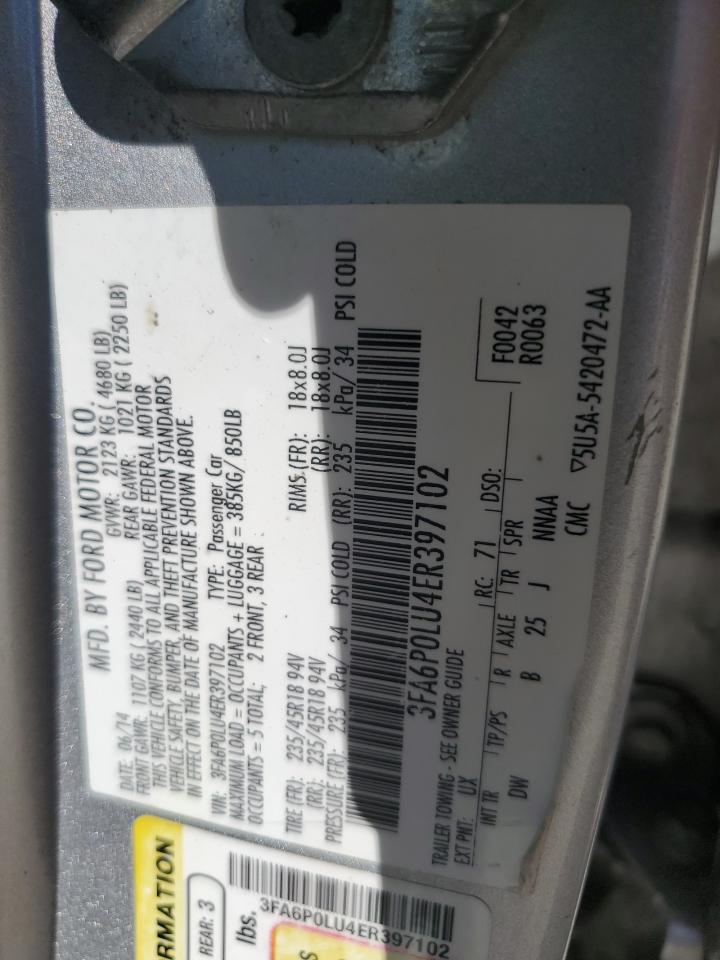 MFD. BY FORD MOTOR CO.
DATE: 06/14 GVWR: 2123 KG ( 4680 LB)
FRONT GAWR: 1107 KG ( 2440 LB) REAR GAWR: 1021 KG ( 2250 LB)
THIS VEHICLE CONFORMS TO ALL APPLICABLE FEDERAL MOTOR
VEHICLE SAFETY, BUMPER, AND THEFT PREVENTION STANDARDS
IN EFFECT ON THE DATE OF MANUFACTURE SHOWN ABOVE.
VIN: 3FA6P0LU4ER397102 TYPE: Passenger Car
MAXIMUM LOAD = OCCUPANTS + LUGGAGE = 385KG/ 850LB
OCCUPANTS = 5 TOTAL; 2 FRONT, 3 REAR
TIRE (FR): 235/45R18 94V RIMS (FR): 18x8.0J
(RR): 235/45R18 94V (RR): 18x8.0J
PRESSURE (FR): 235 kPa/ 34 PSI COLD (RR): 235 kPa/ 34 PSI COLD
3FA6P0LU4ER397102
TRAILER TOWING - SEE OWNER GUIDE
EXT PNT: UX RC: 71 DSO: F0042
R0063
INT TR TP/PS R AXLE TR SPR
DW B 25 J NNAA
CMC ▽5U5A-5420472-AA
RMATION
REAR: 3
lbs.
3FA6P0LU4ER397102